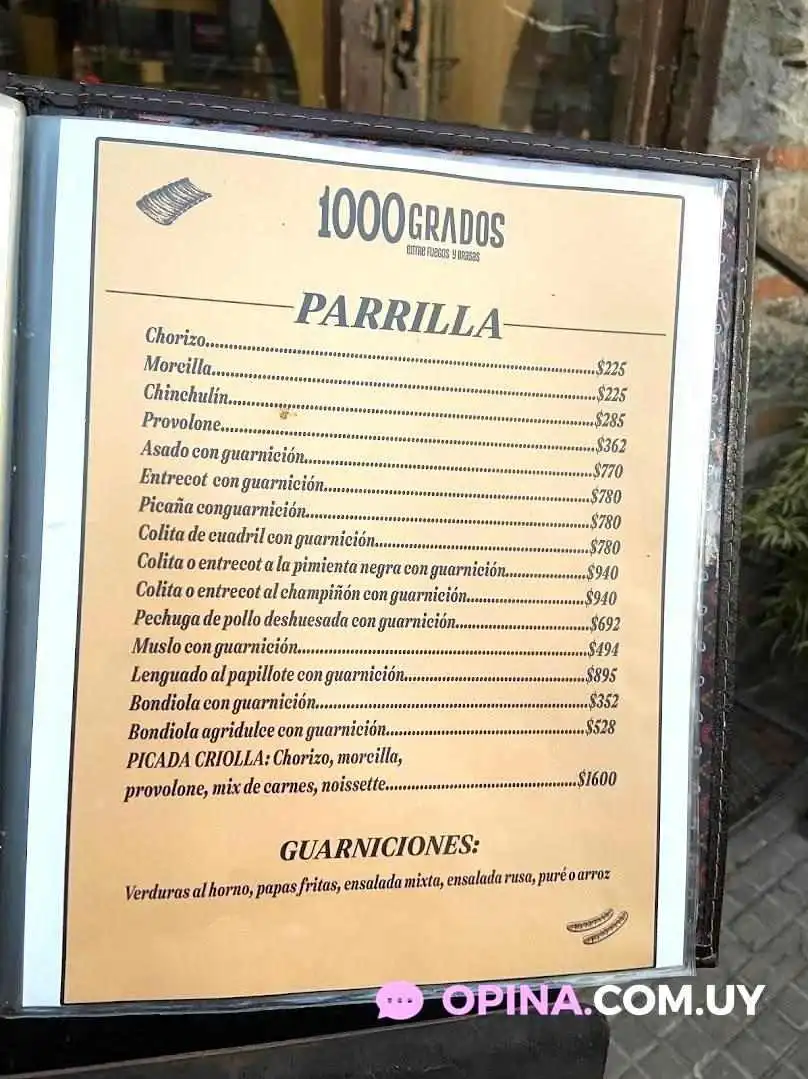 1000 GRADOS
ENTRE FUEGOS Y BRASAS
PARRILLA
Chorizo........$225
Morcilla........$225
Chinchulín........$285
Provolone........$362
Asado con guarnición........$770
Entrecot con guarnición........$780
Picaña conguarnición........$780
Colita de cuadril con guarnición........$780
Colita o entrecot a la pimienta negra con guarnición........$940
Colita o entrecot al champiñón con guarnición........$940
Pechuga de pollo deshuesada con guarnición........$692
Muslo con guarnición........$494
Lenguado al papillote con guarnición........$895
Bondiola con guarnición........$352
Bondiola agridulce con guarnición........$528
PICADA CRIOLLA: Chorizo, morcilla,
provolone, mix de carnes, noissette........$1600
GUARNICIONES:
Verduras al horno, papas fritas, ensalada mixta, ensalada rusa, puré o arroz
OPINA.COM.UY